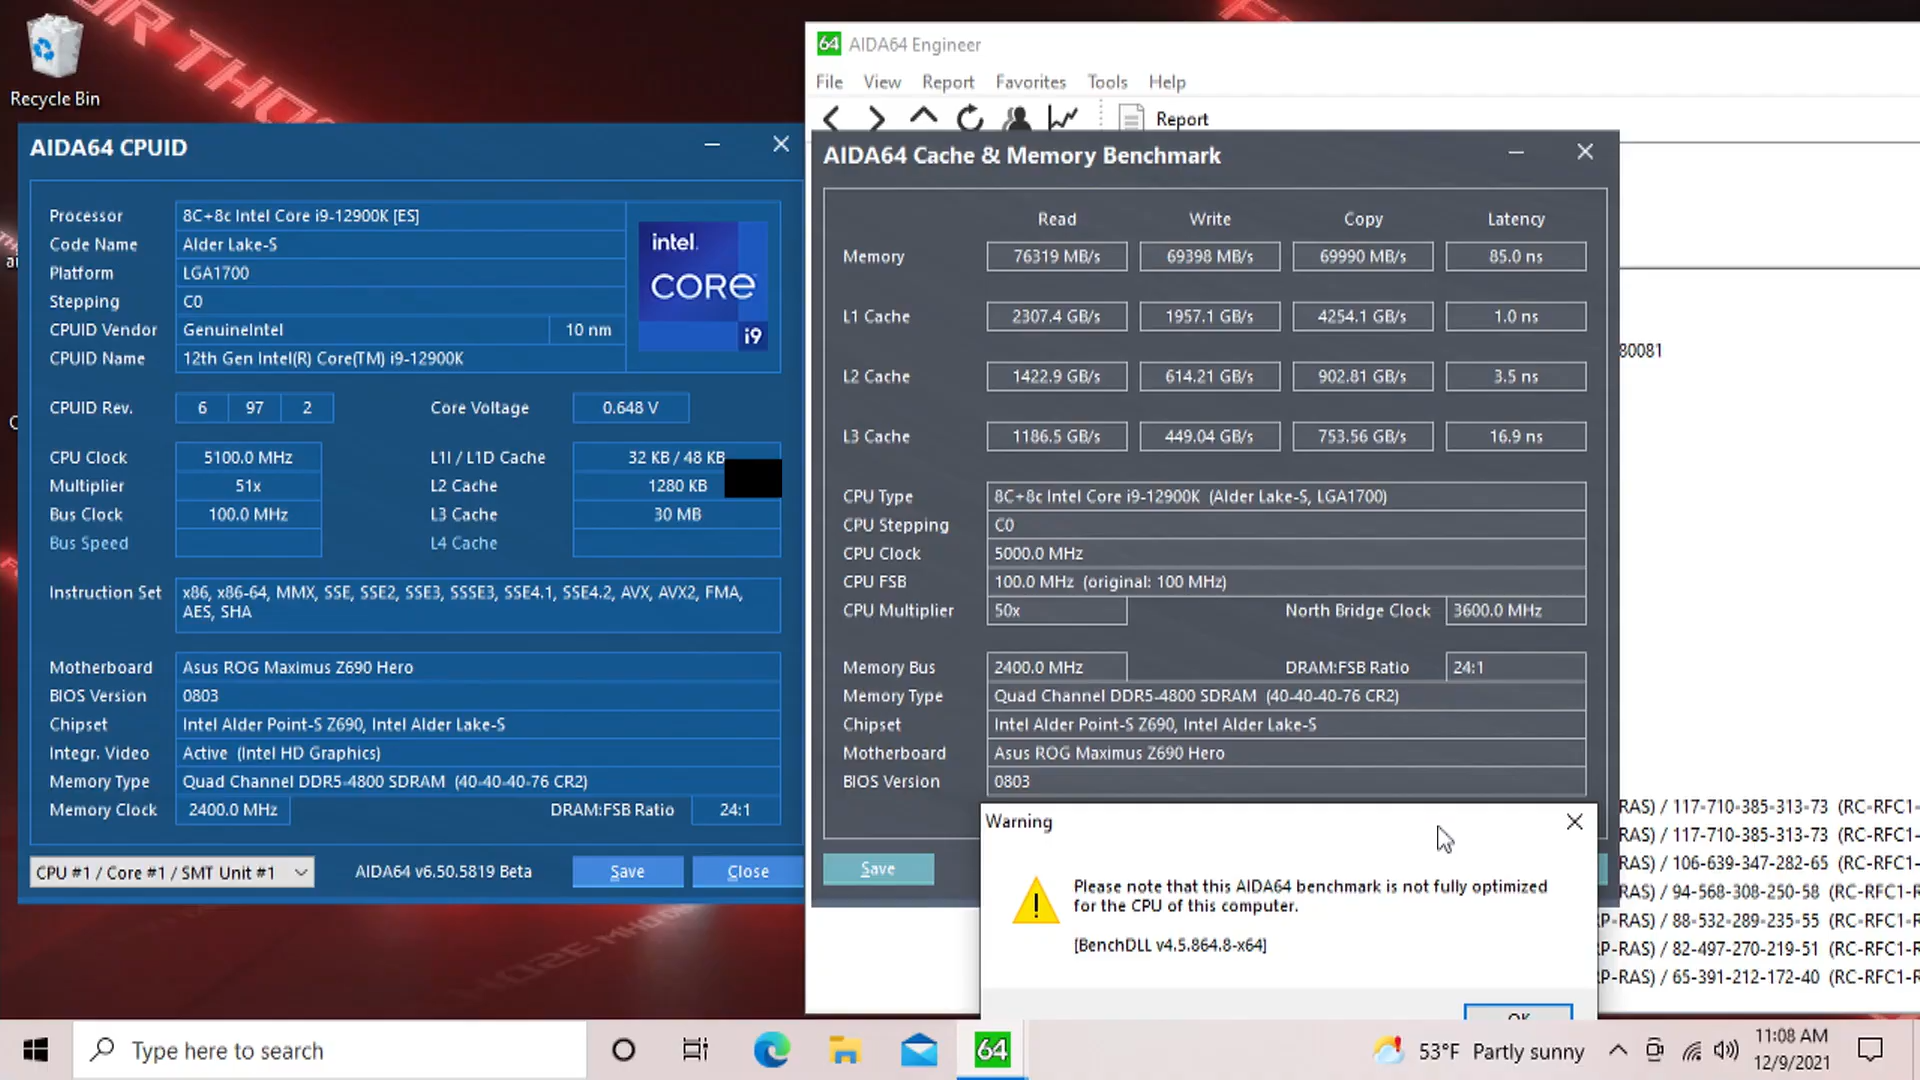 Recycle Bin
AIDA64 CPUID
Processor 8C+8c Intel Core i9-12900K [ES]
Code Name Alder Lake-S
Platform LGA1700
Stepping C0
CPUID Vendor GenuineIntel 10 nm
CPUID Name 12th Gen Intel(R) Core(TM) i9-12900K
intel.
CORE
i9
CPUID Rev. 6 97 2 Core Voltage 0.648 V
CPU Clock 5100.0 MHz L1I / L1D Cache 32 KB / 48 KB
Multiplier 51x L2 Cache 1280 KB
Bus Clock 100.0 MHz L3 Cache 30 MB
Bus Speed L4 Cache
Instruction Set x86, x86-64, MMX, SSE, SSE2, SSE3, SSSE3, SSE4.1, SSE4.2, AVX, AVX2, FMA,
AES, SHA
Motherboard Asus ROG Maximus Z690 Hero
BIOS Version 0803
Chipset Intel Alder Point-S Z690, Intel Alder Lake-S
Integr. Video Active (Intel HD Graphics)
Memory Type Quad Channel DDR5-4800 SDRAM (40-40-40-76 CR2)
Memory Clock 2400.0 MHz DRAM:FSB Ratio 24:1
CPU #1 / Core #1 / SMT Unit #1 AIDA64 v6.50.5819 Beta Save Close
64 AIDA64 Engineer
File View Report Favorites Tools Help
Report
AIDA64 Cache & Memory Benchmark
Read Write Copy Latency
Memory 76319 MB/s 69398 MB/s 69990 MB/s 85.0 ns
L1 Cache 2307.4 GB/s 1957.1 GB/s 4254.1 GB/s 1.0 ns
L2 Cache 1422.9 GB/s 614.21 GB/s 902.81 GB/s 3.5 ns
L3 Cache 1186.5 GB/s 449.04 GB/s 753.56 GB/s 16.9 ns
CPU Type 8C+8c Intel Core i9-12900K (Alder Lake-S, LGA1700)
CPU Stepping C0
CPU Clock 5000.0 MHz
CPU FSB 100.0 MHz (original: 100 MHz)
CPU Multiplier 50x North Bridge Clock 3600.0 MHz
Memory Bus 2400.0 MHz DRAM:FSB Ratio 24:1
Memory Type Quad Channel DDR5-4800 SDRAM (40-40-40-76 CR2)
Chipset Intel Alder Point-S Z690, Intel Alder Lake-S
Motherboard Asus ROG Maximus Z690 Hero
BIOS Version 0803
Save
80081
RAS) / 117-710-385-313-73 (RC-RFC1-
RAS) / 117-710-385-313-73 (RC-RFC1-
RAS) / 106-639-347-282-65 (RC-RFC1-
RAS) / 94-568-308-250-58 (RC-RFC1-R
P-RAS) / 88-532-289-235-55 (RC-RFC1-R
P-RAS) / 82-497-270-219-51 (RC-RFC1-R
P-RAS) / 65-391-212-172-40 (RC-RFC1-R
Warning
Please note that this AIDA64 benchmark is not fully optimized
for the CPU of this computer.
[BenchDLL v4.5.864.8-x64]
OK
Type here to search
64
53°F Partly sunny
11:08 AM
12/9/2021